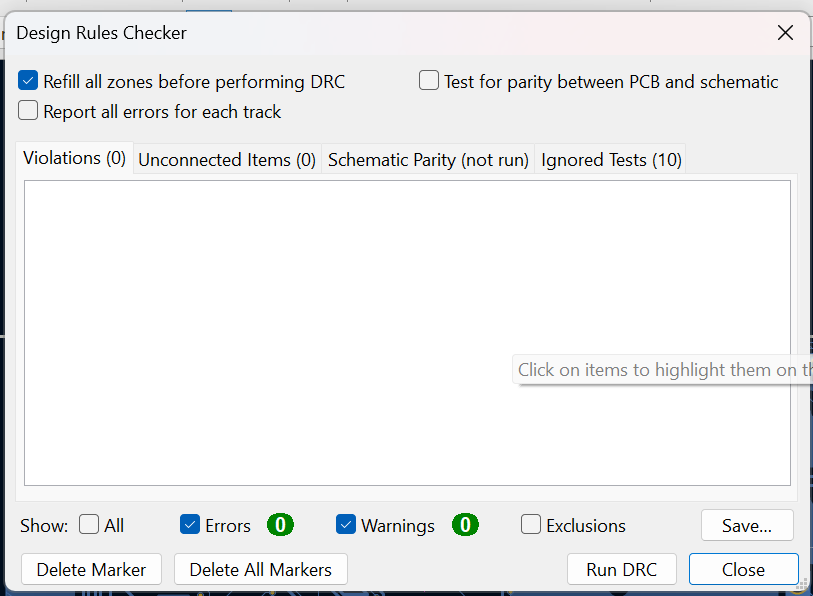 Design Rules Checker
Refill all zones before performing DRC
Test for parity between PCB and schematic
Report all errors for each track
Violations (0)
Unconnected Items (0)
Schematic Parity (not run)
Ignored Tests (10)
Click on items to highlight them on
Show:
All
Errors
0
Warnings
0
Exclusions
Save...
Delete Marker
Delete All Markers
Run DRC
Close